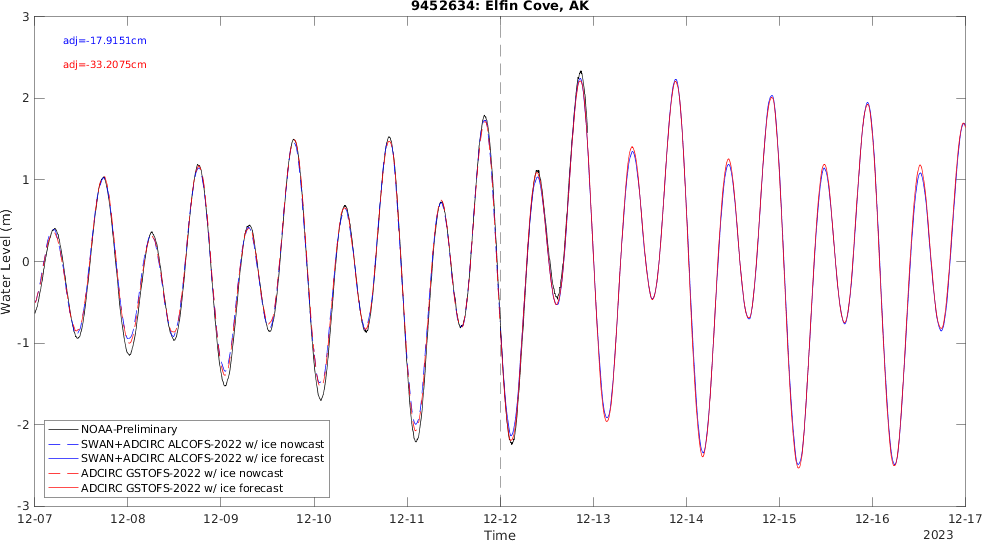 9452634: Elfin Cove, AK
adj=-17.9151cm
adj=-33.2075cm
3
2
1
0
-1
-2
-3
Water Level (m)
NOAA-Preliminary
SWAN+ADCIRC ALCOFS-2022 w/ ice nowcast
SWAN+ADCIRC ALCOFS-2022 w/ ice forecast
ADCIRC GSTOFS-2022 w/ ice nowcast
ADCIRC GSTOFS-2022 w/ ice forecast
12-07 12-08 12-09 12-10 12-11 12-12 12-13 12-14 12-15 12-16 12-17
Time
2023